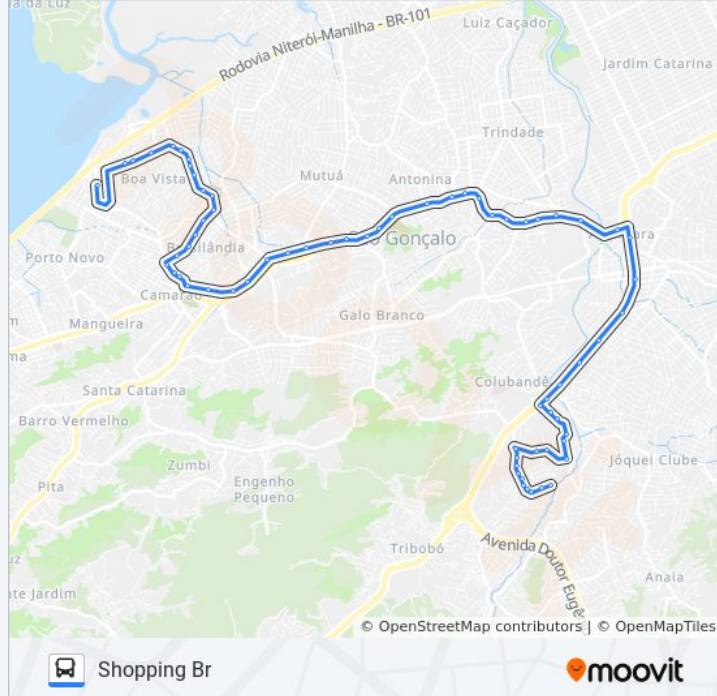 da Luz
Luiz Caçador
Rodovia Niterói-Manilha - BR-101
Jardim Catarina
Trindade
Boa Vista
Mutuá
Antonina
Gonçalo
Porto Novo
Camarão
Galo Branco
Mangueira
Colubandê
Santa Catarina
Barro Vermelho
Jóquei Clube
Zumbi
Pita
Engenho
Pequeno
Tribobó
Avenida Doutor Eugê
Anaia
te Jardim
© OpenStreetMap contributors | © OpenMapTiles
Shopping Br
moovit